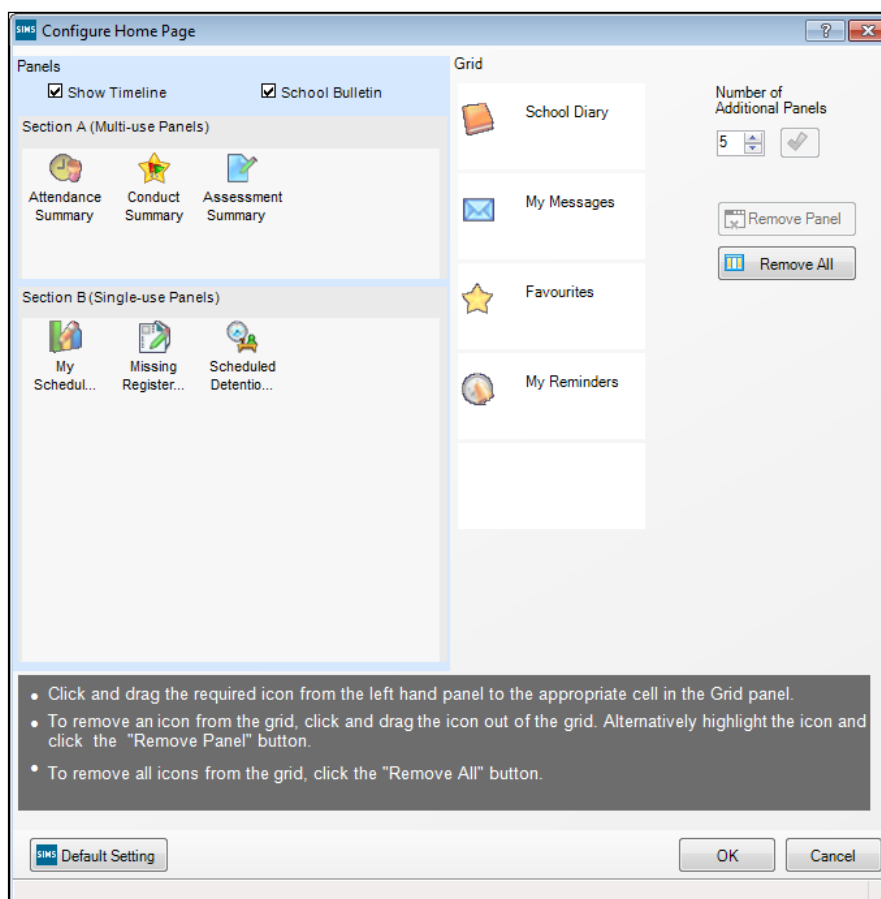 SIMS Configure Home Page
Panels
Show Timeline
School Bulletin
Section A (Multi-use Panels)
Attendance Summary
Conduct Summary
Assessment Summary
Section B (Single-use Panels)
My Schedul...
Missing Register...
Scheduled Detentio...
Grid
School Diary
My Messages
Favourites
My Reminders
Number of
Additional Panels
5
Remove Panel
Remove All
• Click and drag the required icon from the left hand panel to the appropriate cell in the Grid panel.
• To remove an icon from the grid, click and drag the icon out of the grid. Alternatively highlight the icon and
click the "Remove Panel" button.
• To remove all icons from the grid, click the "Remove All" button.
SIMS Default Setting
OK
Cancel